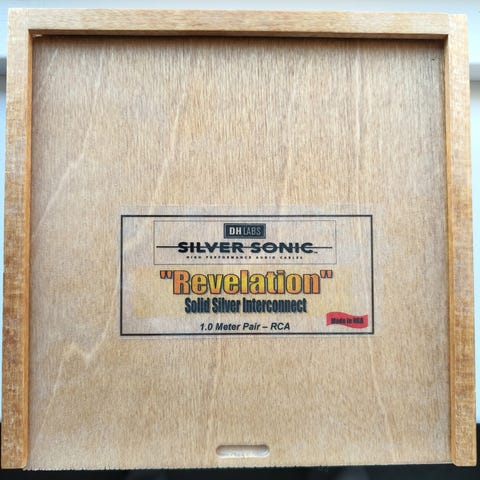 DH LABS
SILVER SONIC™
HIGH PERFORMANCE AUDIO CABLES
"Revelation"
Solid Silver Interconnect
Made in USA
1.0 Meter Pair – RCA